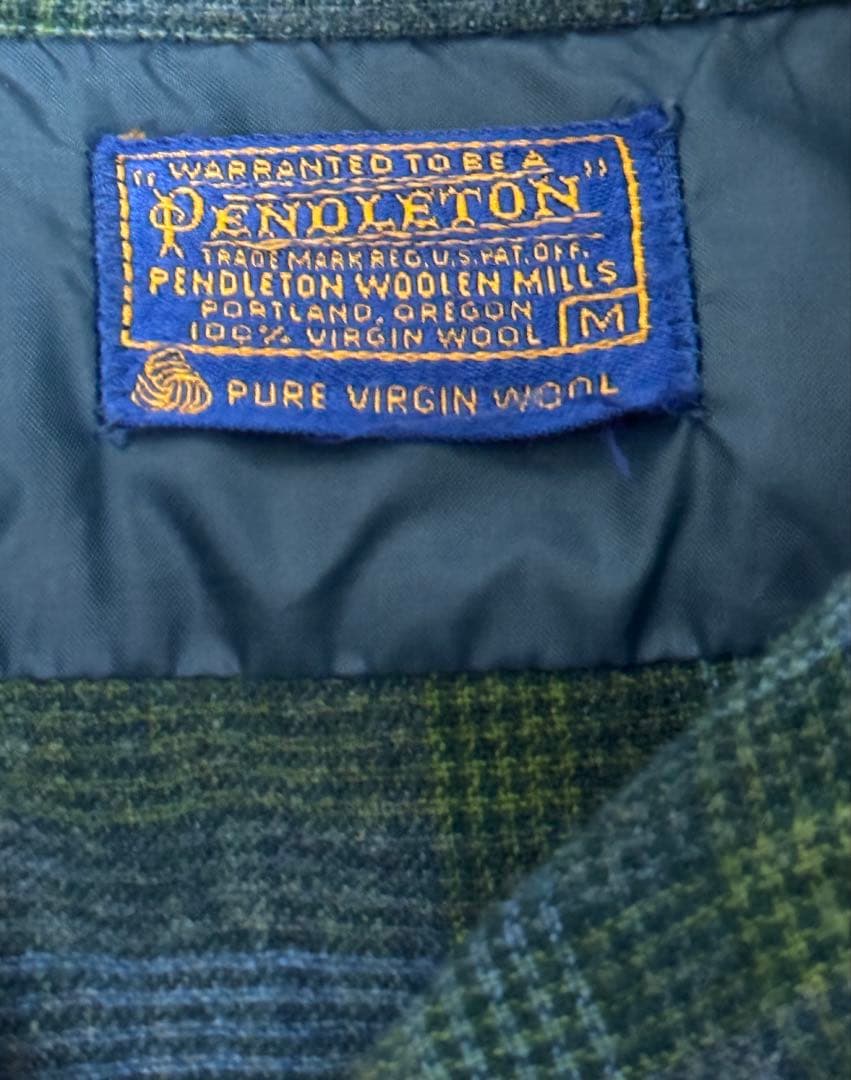 "WARRANTED TO BE A
PENDLETON"
TRADE MARK REG. U.S. PAT. OFF.
PENDLETON WOOLEN MILLS
PORTLAND, OREGON
100% VIRGIN WOOL M
PURE VIRGIN WOOL